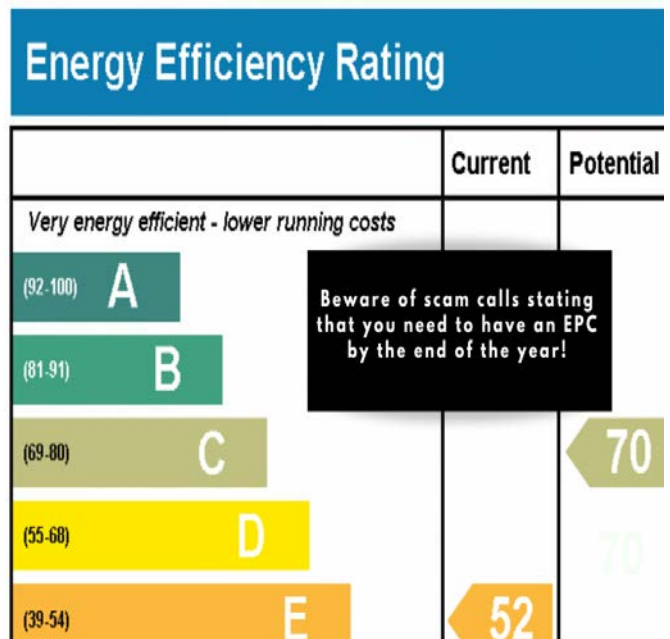 Energy Efficiency Rating
Current
Potential
Very energy efficient - lower running costs
(92-100) A
Beware of scam calls stating
that you need to have an EPC
by the end of the year!
(81-91) B
(69-80) C
70
(55-68) D
70
(39-54) E
52